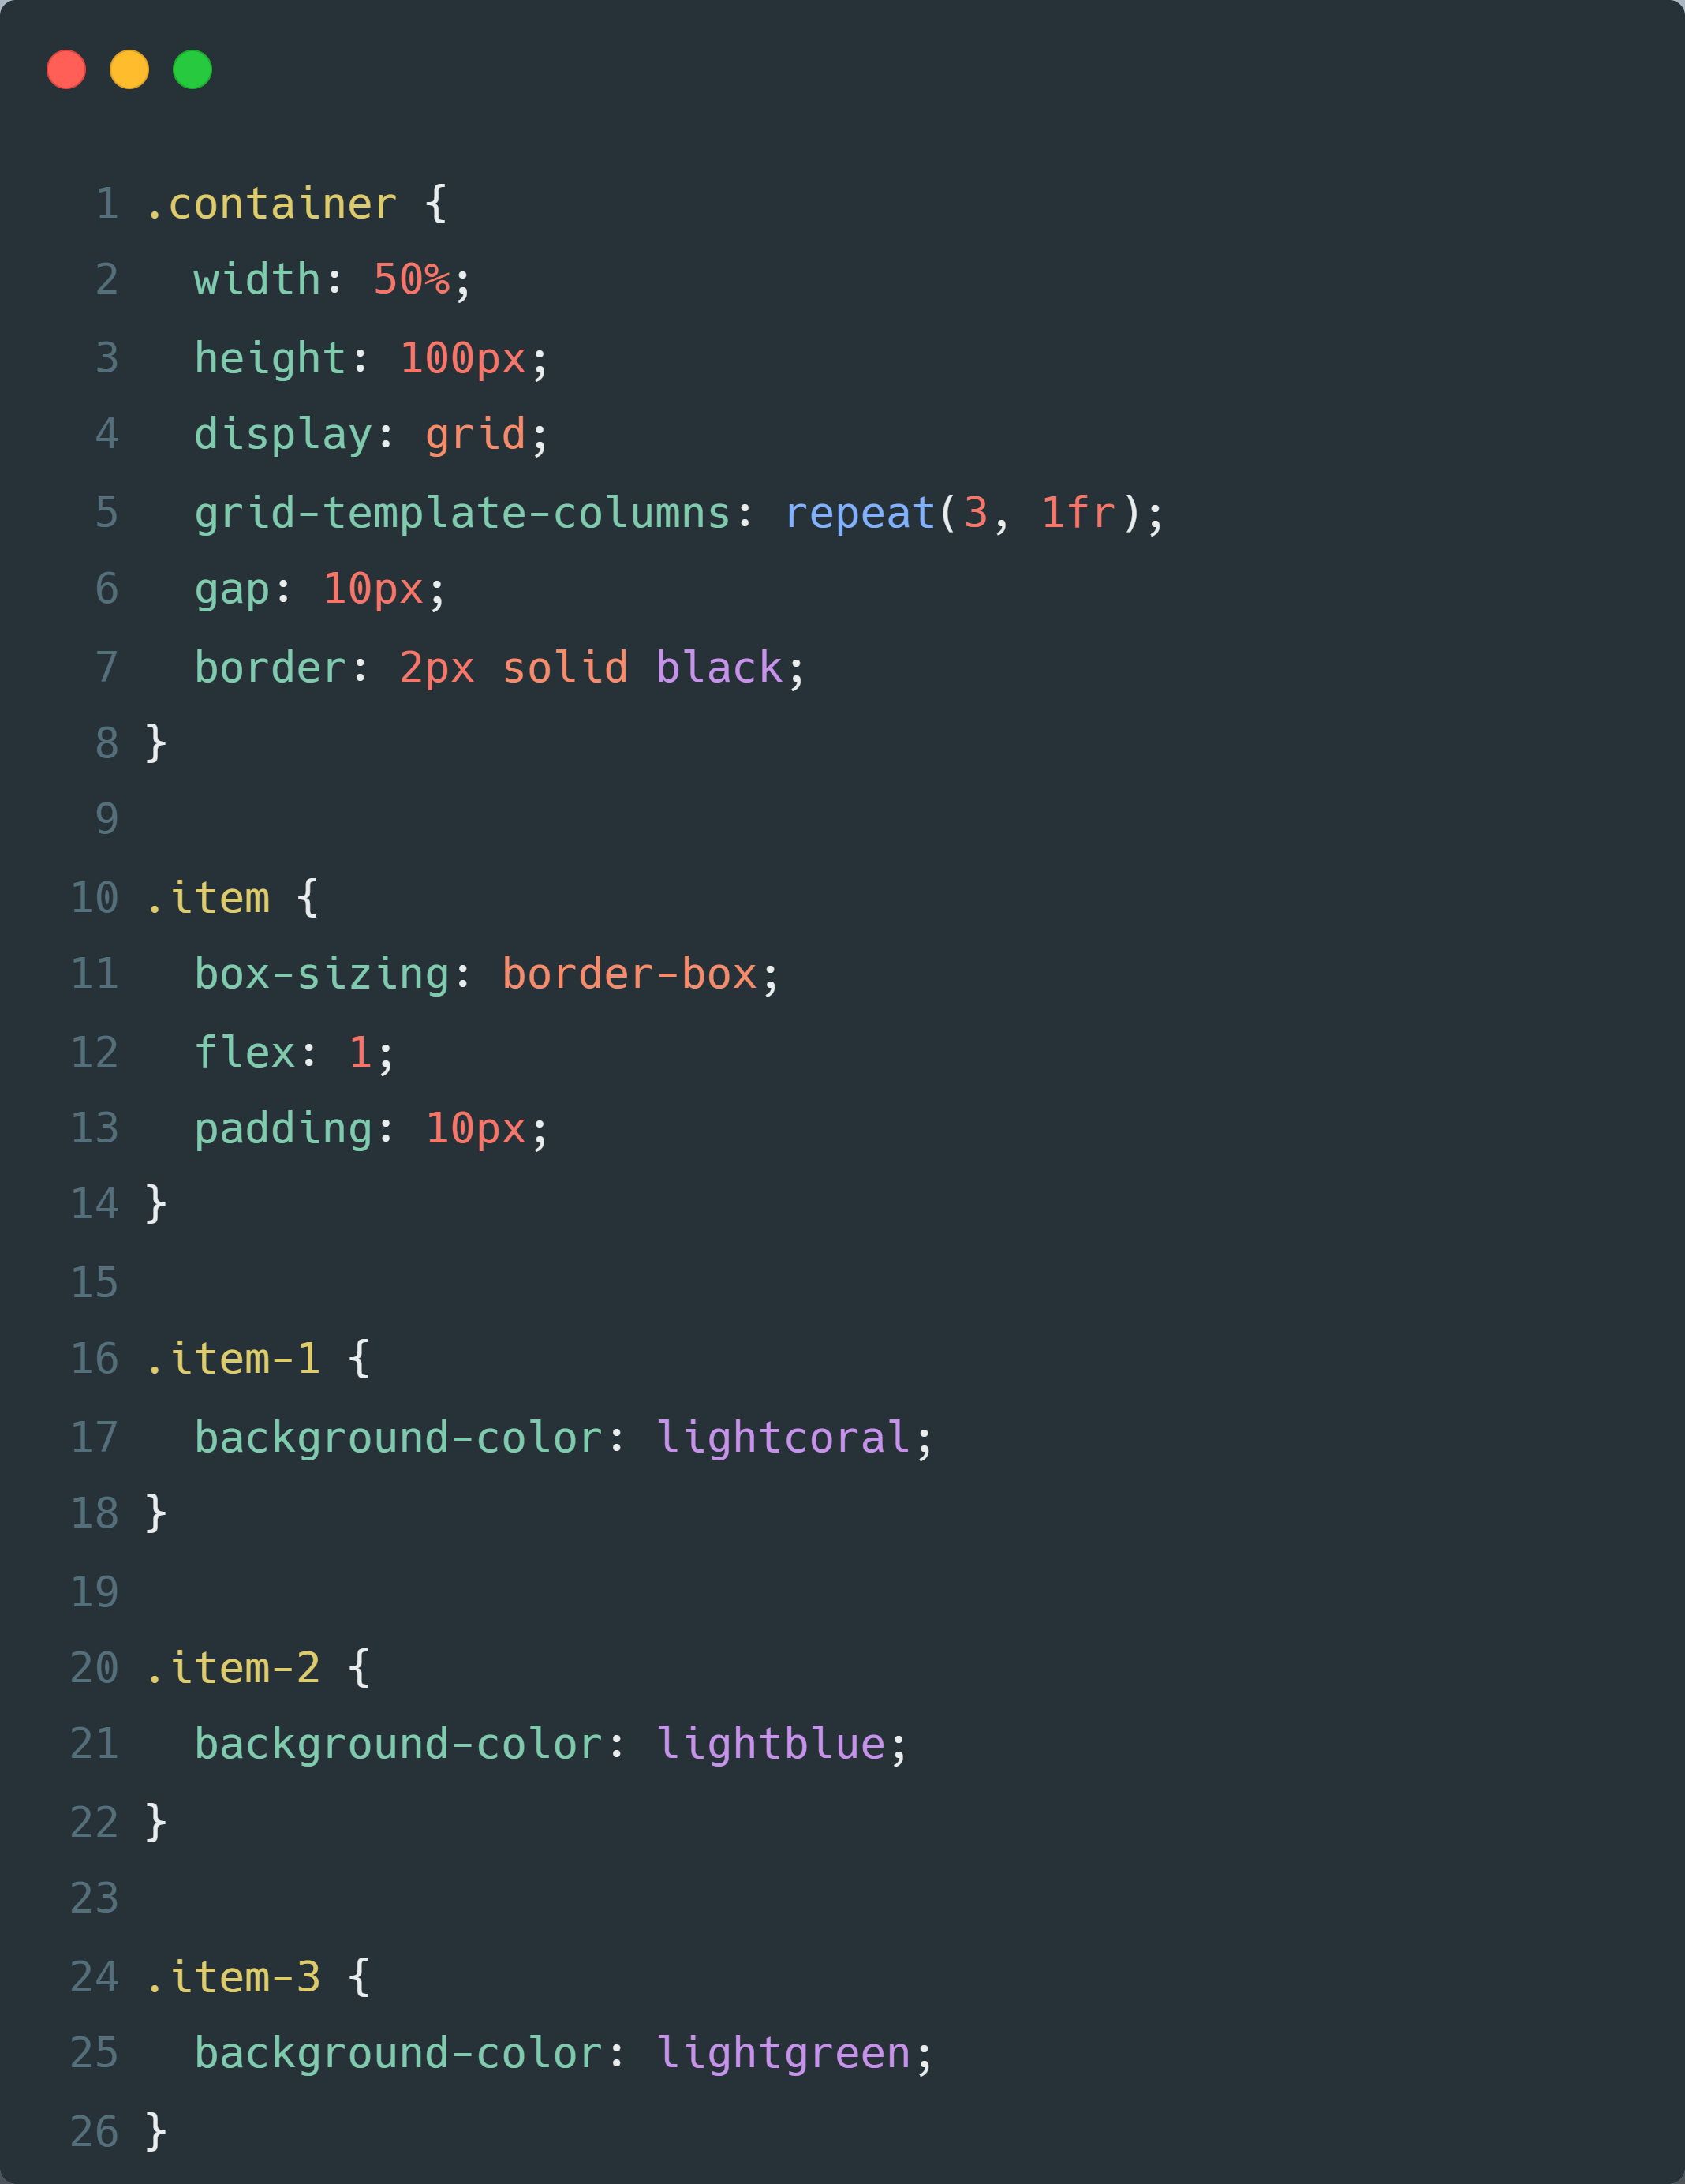 1 .container {
2   width: 50%;
3   height: 100px;
4   display: grid;
5   grid-template-columns: repeat(3, 1fr);
6   gap: 10px;
7   border: 2px solid black;
8 }
9
10 .item {
11   box-sizing: border-box;
12   flex: 1;
13   padding: 10px;
14 }
15
16 .item-1 {
17   background-color: lightcoral;
18 }
19
20 .item-2 {
21   background-color: lightblue;
22 }
23
24 .item-3 {
25   background-color: lightgreen;
26 }